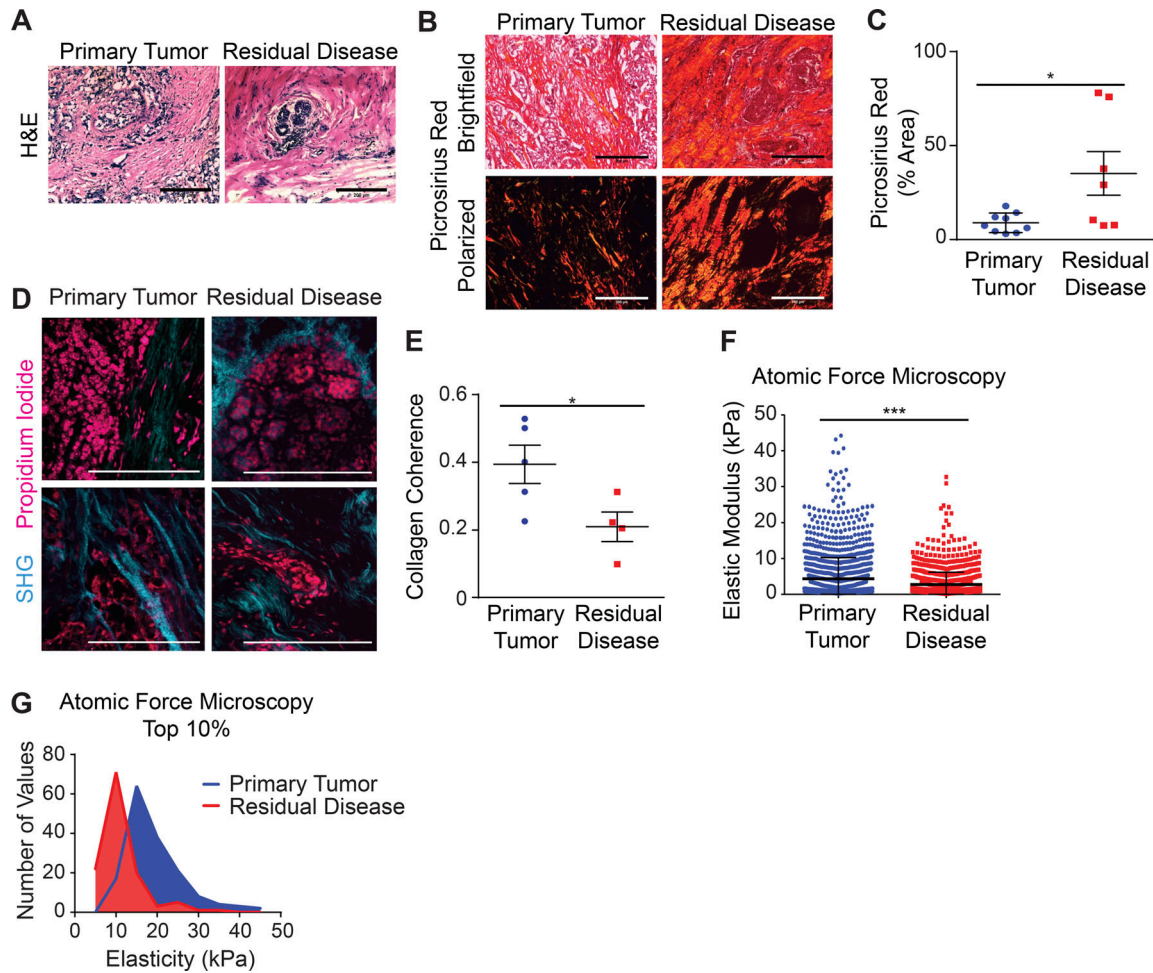 A
Primary Tumor Residual Disease
H&E
B
Primary Tumor Residual Disease
Picrosirius Red
Brightfield
Polarized
C
100
50
0
Picrosirius Red
(% Area)
*
Primary
Tumor
Residual
Disease
D
Primary Tumor Residual Disease
Propidium Iodide
SHG
E
0.6
0.4
0.2
0
Collagen Coherence
*
Primary
Tumor
Residual
Disease
F
Atomic Force Microscopy
50
40
30
20
10
0
Elastic Modulus (kPa)
***
Primary
Tumor
Residual
Disease
G
Atomic Force Microscopy
Top 10%
80
60
40
20
0
Number of Values
Primary Tumor
Residual Disease
0 10 20 30 40 50
Elasticity (kPa)